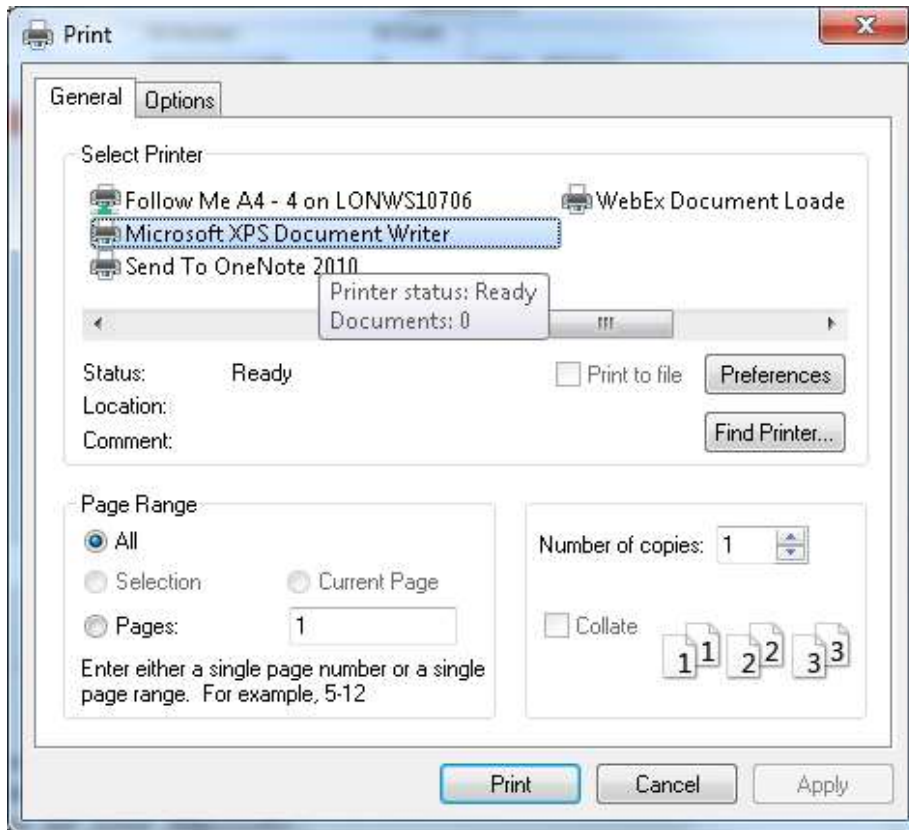 Print
General Options
Select Printer
Follow Me A4 - 4 on LONWS10706 WebEx Document Loade
Microsoft XPS Document Writer
Send To OneNote 2010
Printer status: Ready
Documents: 0
Status: Ready Print to file Preferences
Location:
Comment: Find Printer...
Page Range
All
Selection Current Page
Pages: 1
Enter either a single page number or a single
page range. For example, 5-12
Number of copies: 1
Collate
1 1 2 2 3 3
Print Cancel Apply